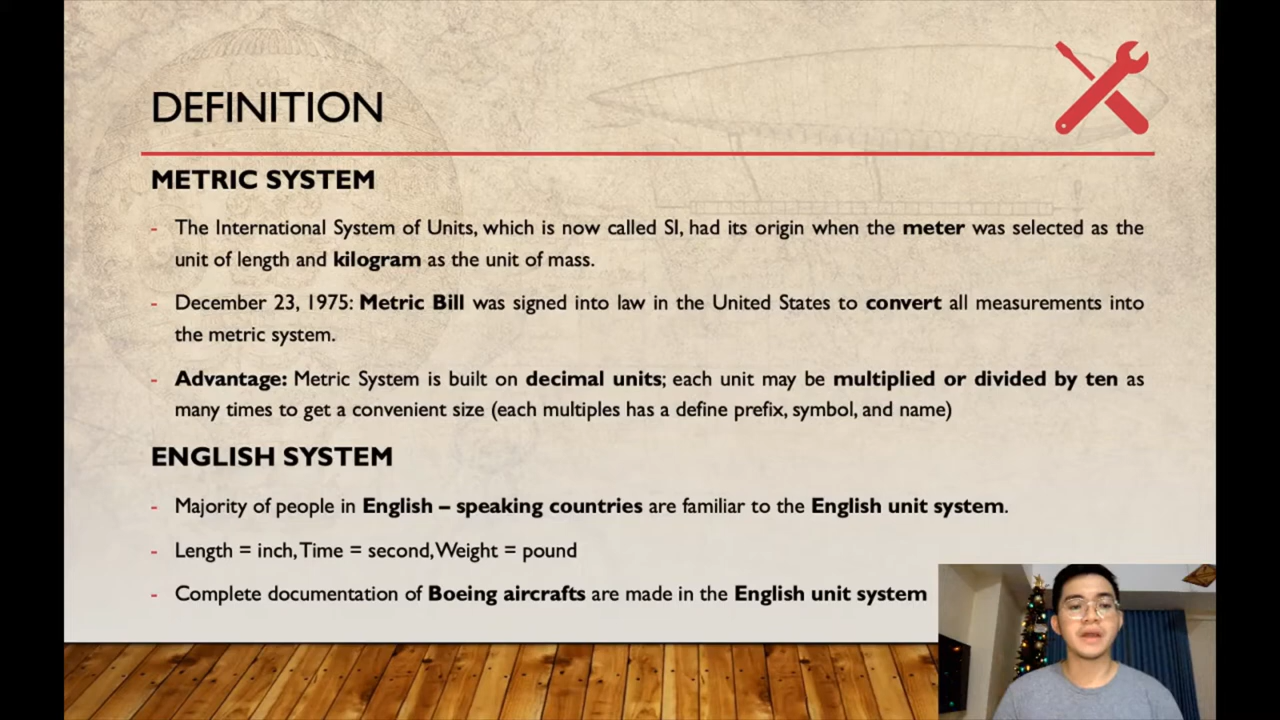 DEFINITION
METRIC SYSTEM
- The International System of Units, which is now called SI, had its origin when the meter was selected as the
unit of length and kilogram as the unit of mass.
- December 23, 1975: Metric Bill was signed into law in the United States to convert all measurements into
the metric system.
- Advantage: Metric System is built on decimal units; each unit may be multiplied or divided by ten as
many times to get a convenient size (each multiples has a define prefix, symbol, and name)
ENGLISH SYSTEM
- Majority of people in English – speaking countries are familiar to the English unit system.
- Length = inch, Time = second, Weight = pound
- Complete documentation of Boeing aircrafts are made in the English unit system